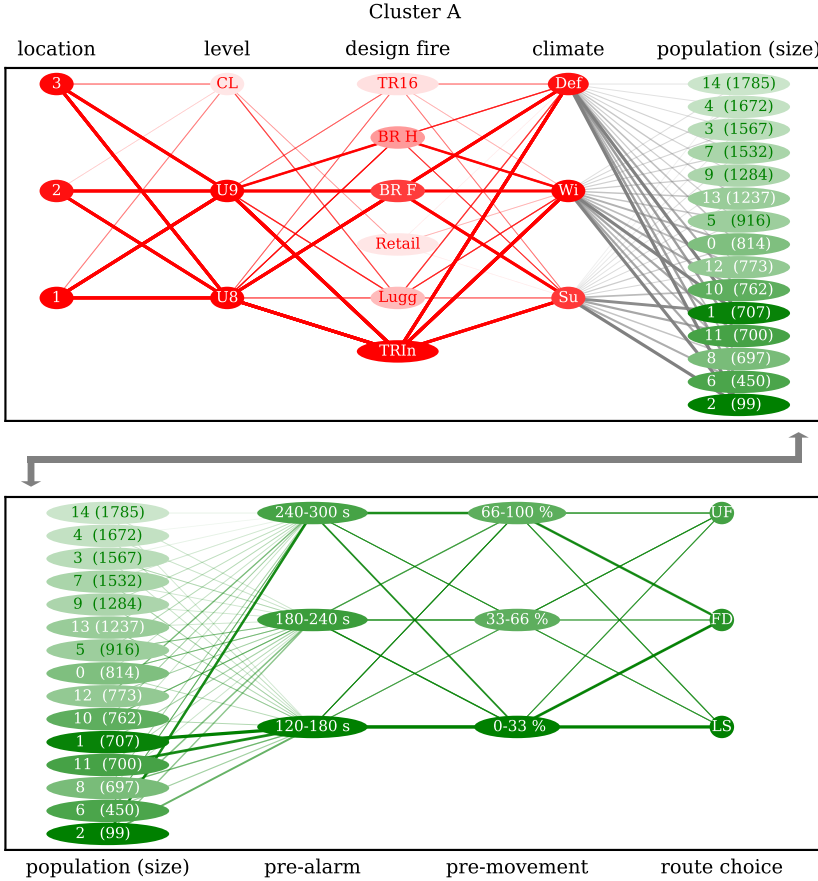 Cluster A
location level design fire climate population (size)
3 CL TR16 Def 14 (1785)
4 (1672)
3 (1567)
BR H
7 (1532)
9 (1284)
2 U9 BR F Wi 13 (1237)
5 (916)
Retail 0 (814)
12 (773)
10 (762)
1 U8 Lugg Su
1 (707)
11 (700)
TRIn 8 (697)
6 (450)
2 (99)
14 (1785) 240-300 s 66-100 % UF
4 (1672)
3 (1567)
7 (1532)
9 (1284)
13 (1237) 180-240 s 33-66 % FD
5 (916)
0 (814)
12 (773)
10 (762) 120-180 s 0-33 % LS
1 (707)
11 (700)
8 (697)
6 (450)
2 (99)
population (size) pre-alarm pre-movement route choice